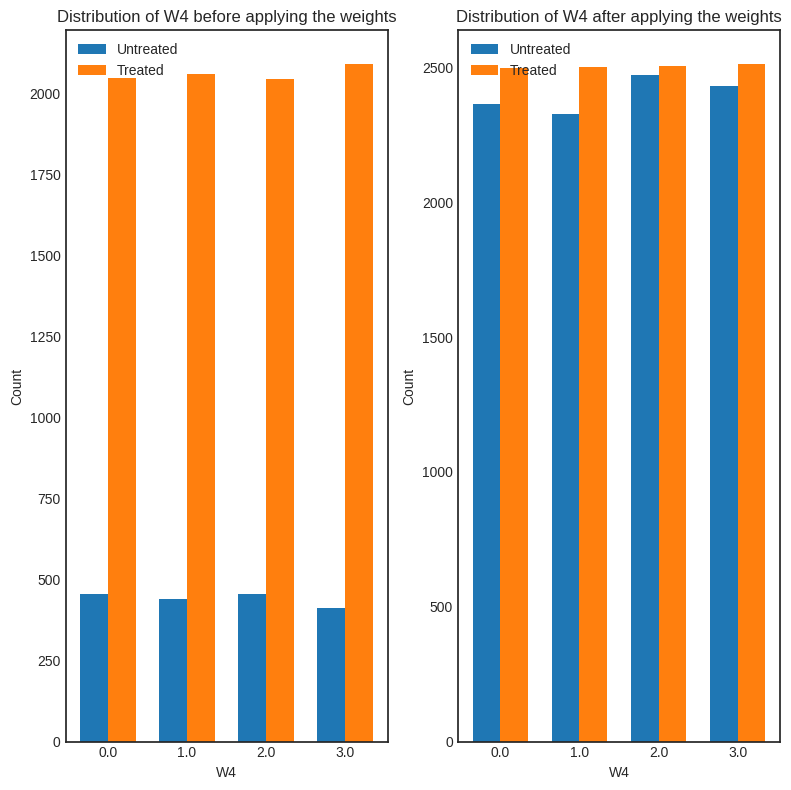 Distribution of W4 before applying the weights
Untreated
Treated
2000
1750
1500
1250
1000
750
500
250
0
Count
0.0 1.0 2.0 3.0
W4
Distribution of W4 after applying the weights
Untreated
Treated
2500
2000
1500
1000
500
0
Count
0.0 1.0 2.0 3.0
W4